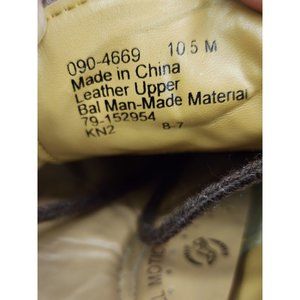 090-4669 10 5 M
Made in China
Leather Upper
Bal Man-Made Material
79-152954
KN2 8-7